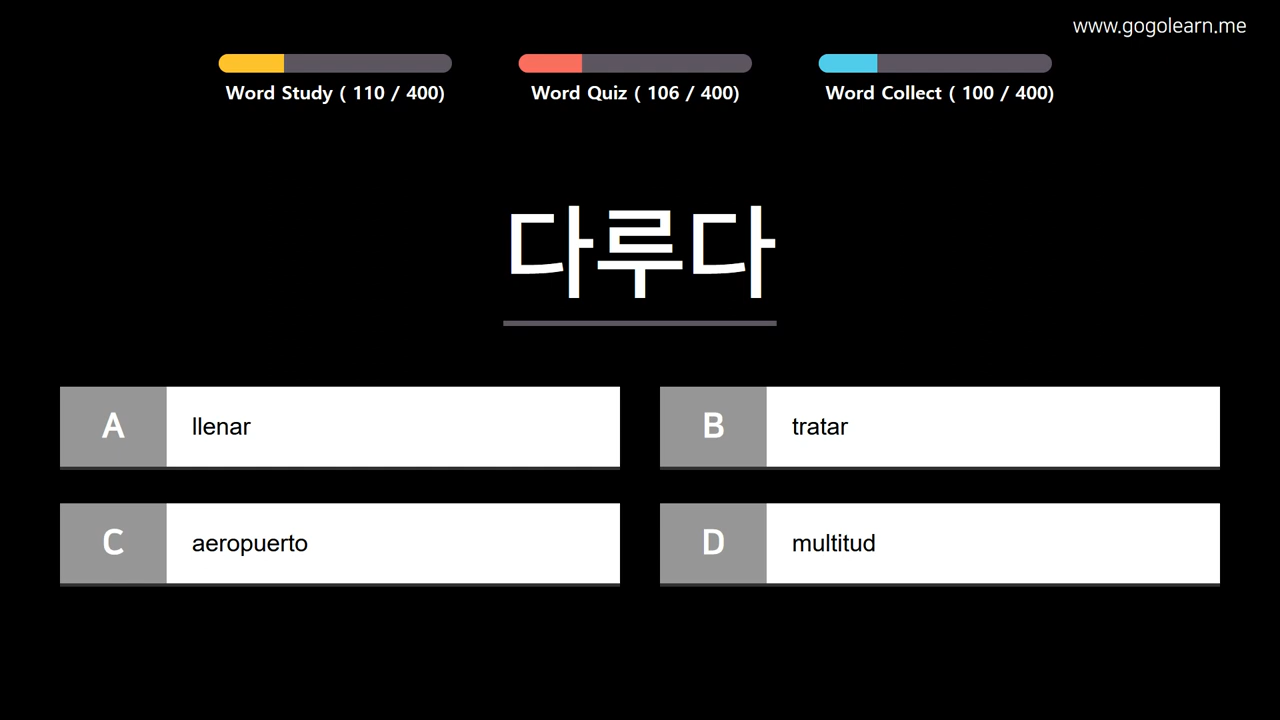 www.gogolearn.me
Word Study ( 110 / 400)
Word Quiz ( 106 / 400)
Word Collect ( 100 / 400)
다루다
A llenar
B tratar
C aeropuerto
D multitud